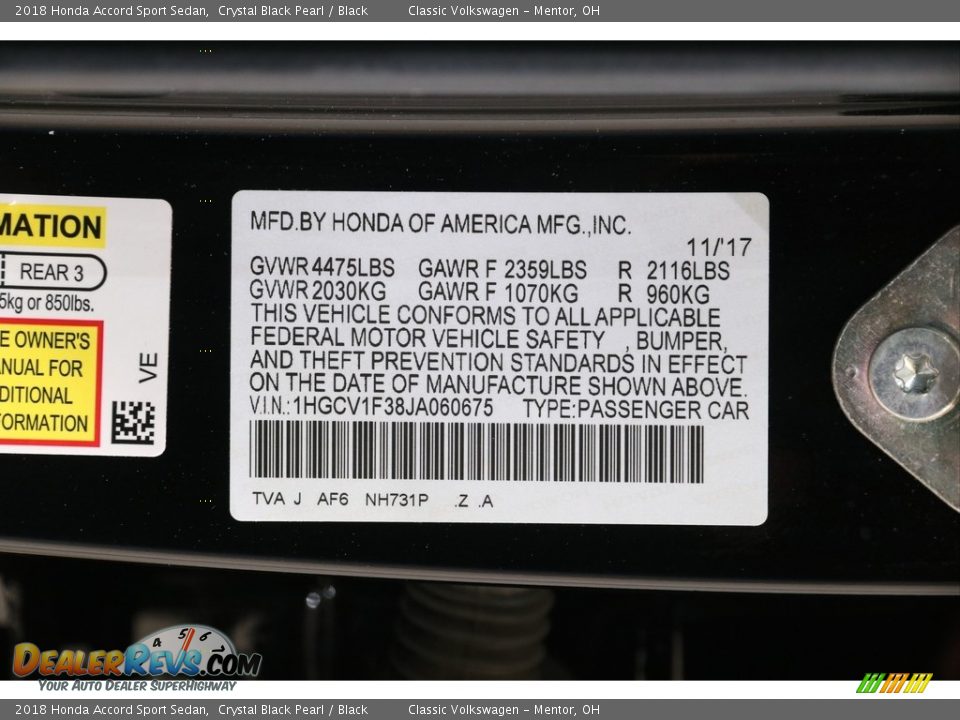 2018 Honda Accord Sport Sedan, Crystal Black Pearl / Black Classic Volkswagen - Mentor, OH
MATION
REAR 3
5kg or 850lbs.
E OWNER'S
ANUAL FOR
DITIONAL
FORMATION
VE
MFD.BY HONDA OF AMERICA MFG.,INC.
11/'17
GVWR 4475LBS GAWR F 2359LBS R 2116LBS
GVWR 2030KG GAWR F 1070KG R 960KG
THIS VEHICLE CONFORMS TO ALL APPLICABLE
FEDERAL MOTOR VEHICLE SAFETY , BUMPER,
AND THEFT PREVENTION STANDARDS IN EFFECT
ON THE DATE OF MANUFACTURE SHOWN ABOVE.
V.I.N.:1HGCV1F38JA060675 TYPE:PASSENGER CAR
TVA J AF6 NH731P .Z .A
4 5 6
DEALERREVS.COM
YOUR AUTO DEALER SUPERHIGHWAY
2018 Honda Accord Sport Sedan, Crystal Black Pearl / Black Classic Volkswagen - Mentor, OH